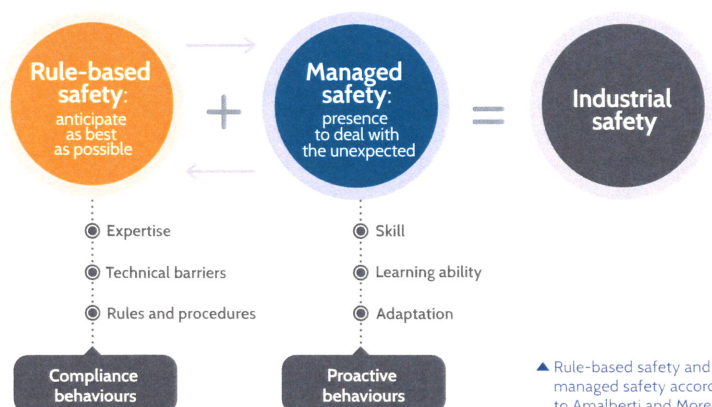 Rule-based
safety:
anticipate
as best
as possible
+
Managed
safety:
presence
to deal with
the unexpected
=
Industrial
safety
Expertise
Technical barriers
Rules and procedures
Compliance
behaviours
Skill
Learning ability
Adaptation
Proactive
behaviours
▲ Rule-based safety and
managed safety
to Amalberti and